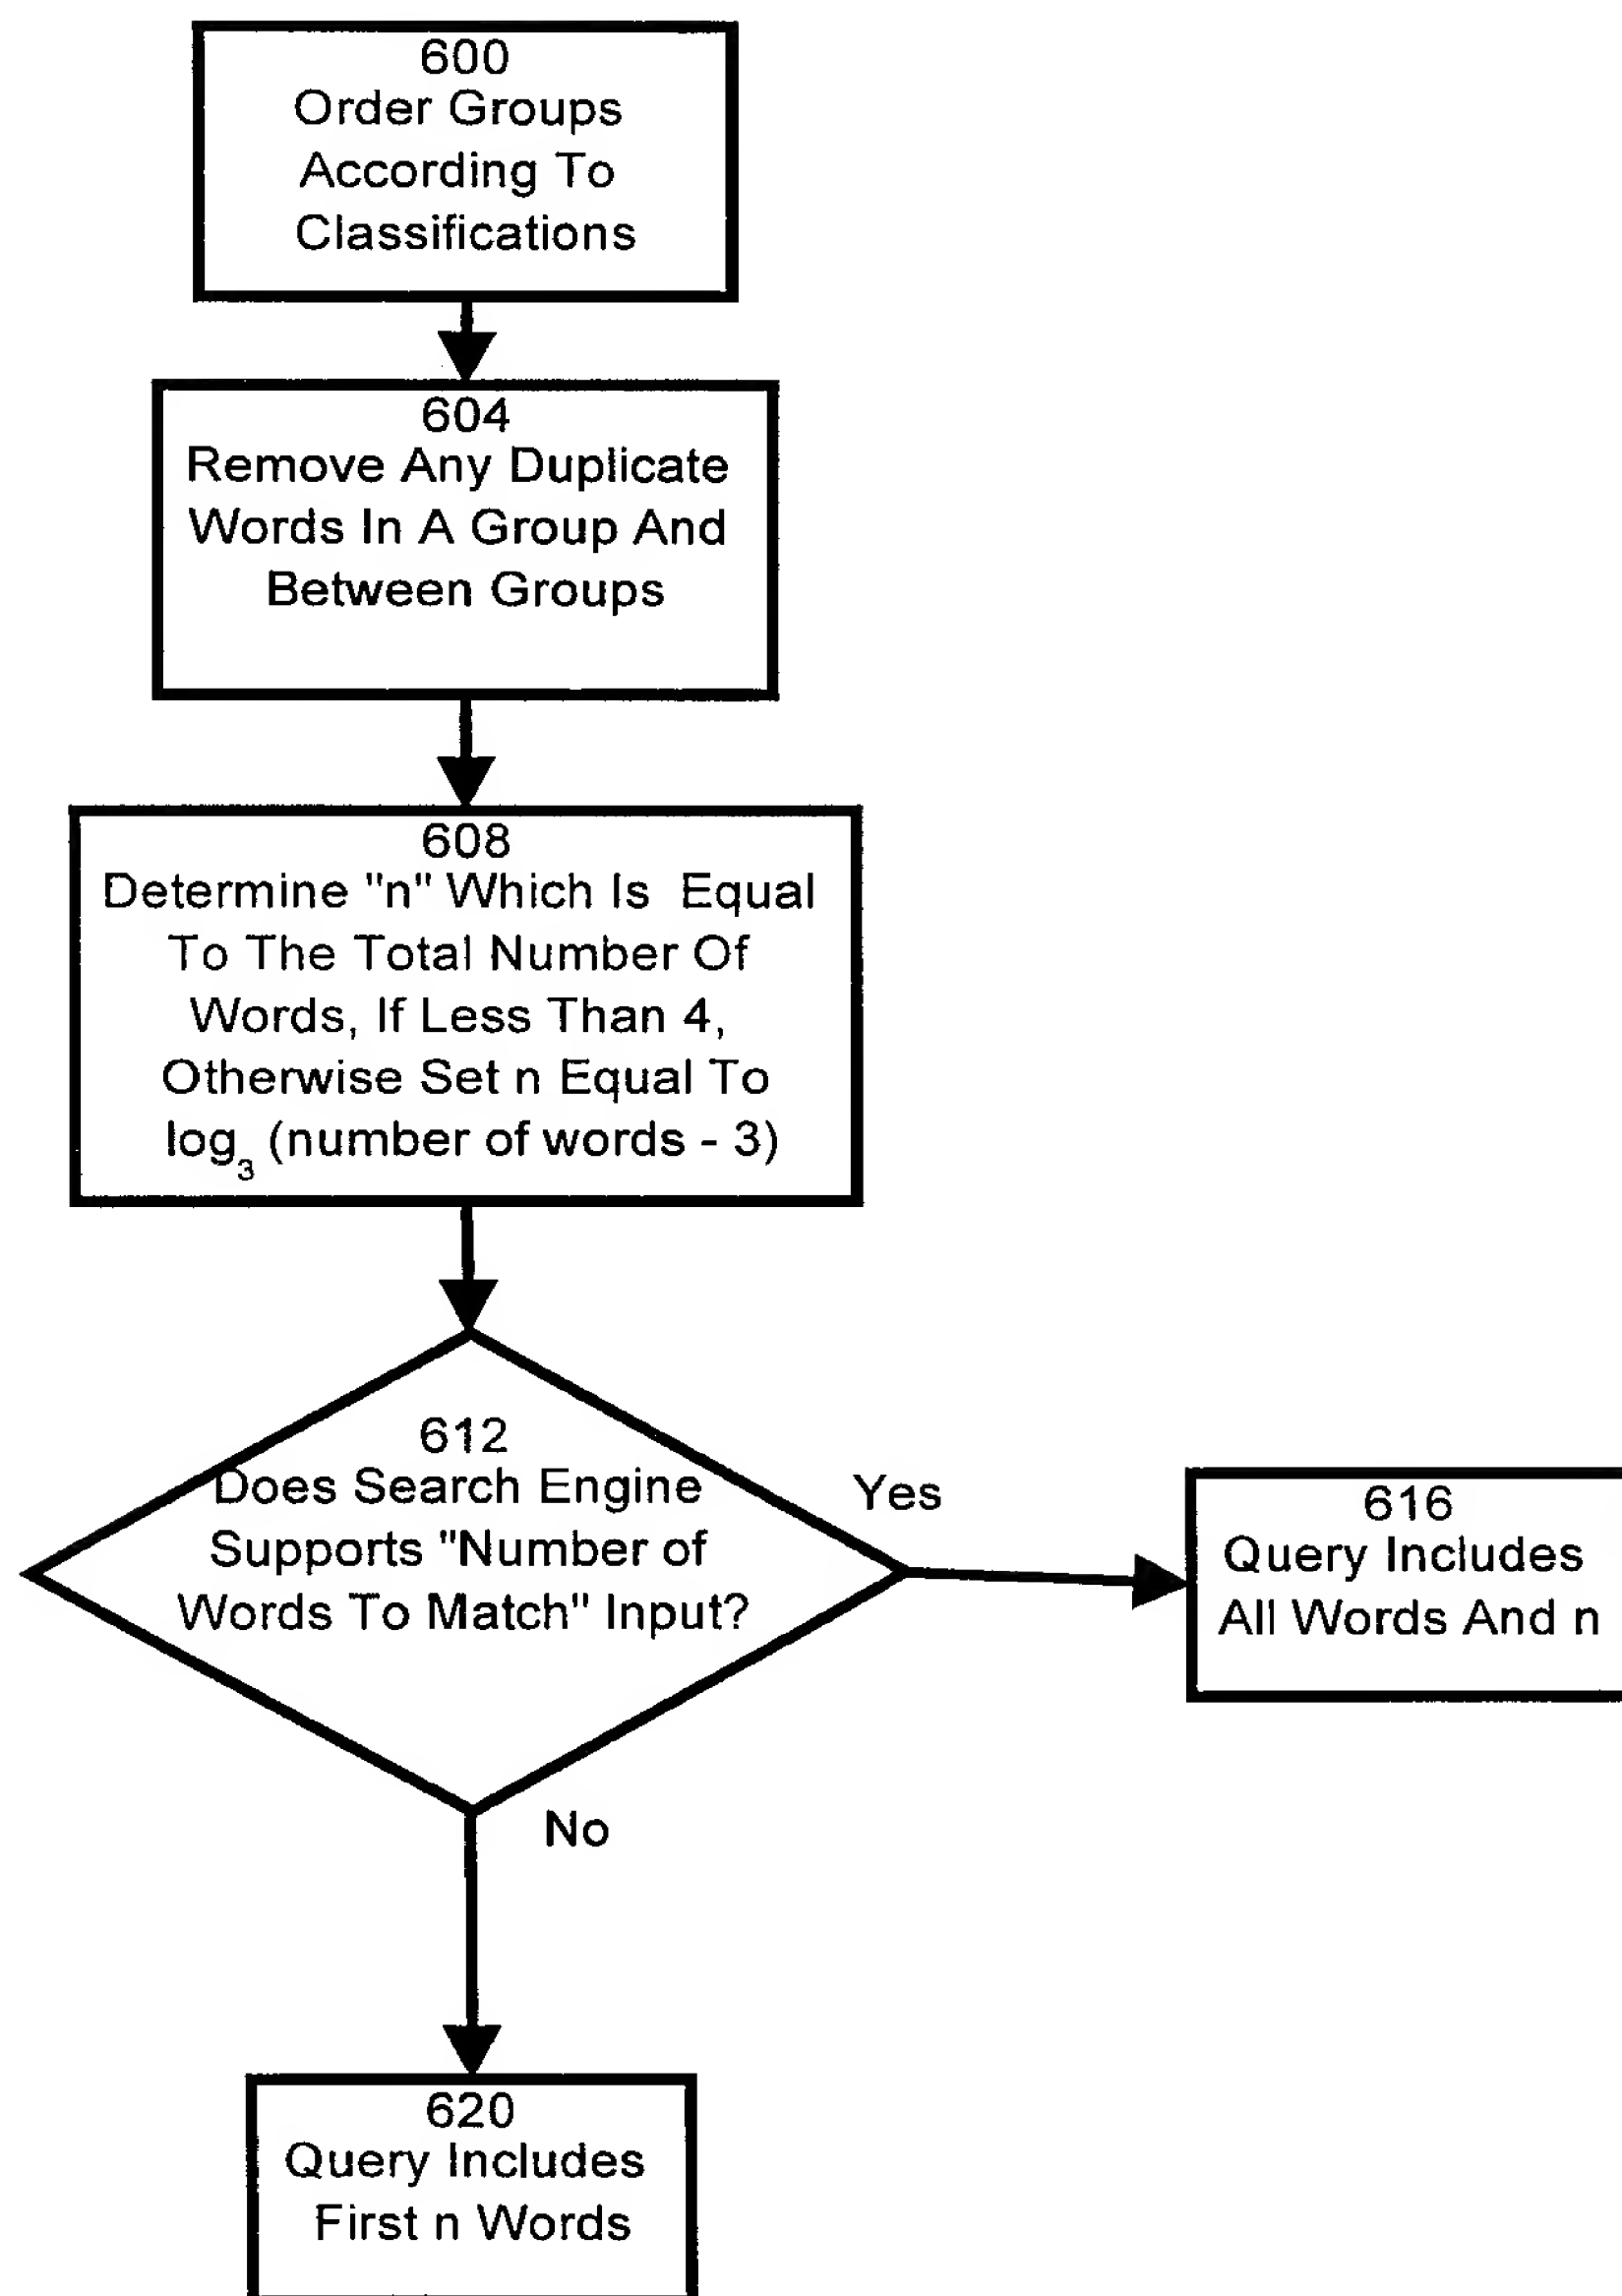 600
Order Groups
According To
Classifications
604
Remove Any Duplicate
Words In A Group And
Between Groups
608
Determine "n" Which Is Equal
To The Total Number Of
Words, If Less Than 4,
Otherwise Set n Equal To
log₃ (number of words - 3)
612
Does Search Engine
Supports "Number of
Words To Match" Input?
Yes
616
Query Includes
All Words And n
No
620
Query Includes
First n Words